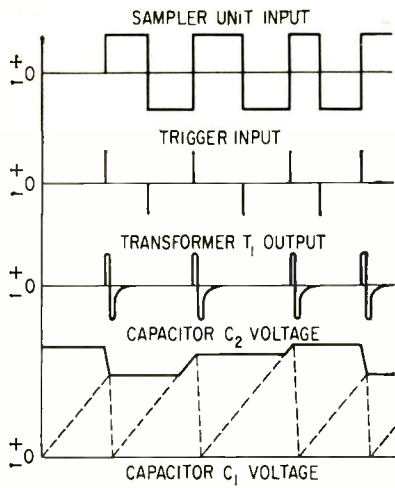 SAMPLER UNIT INPUT
+
0
−
TRIGGER INPUT
+
0
−
TRANSFORMER T1 OUTPUT
+
0
−
CAPACITOR C2 VOLTAGE
+
0
−
CAPACITOR C1 VOLTAGE